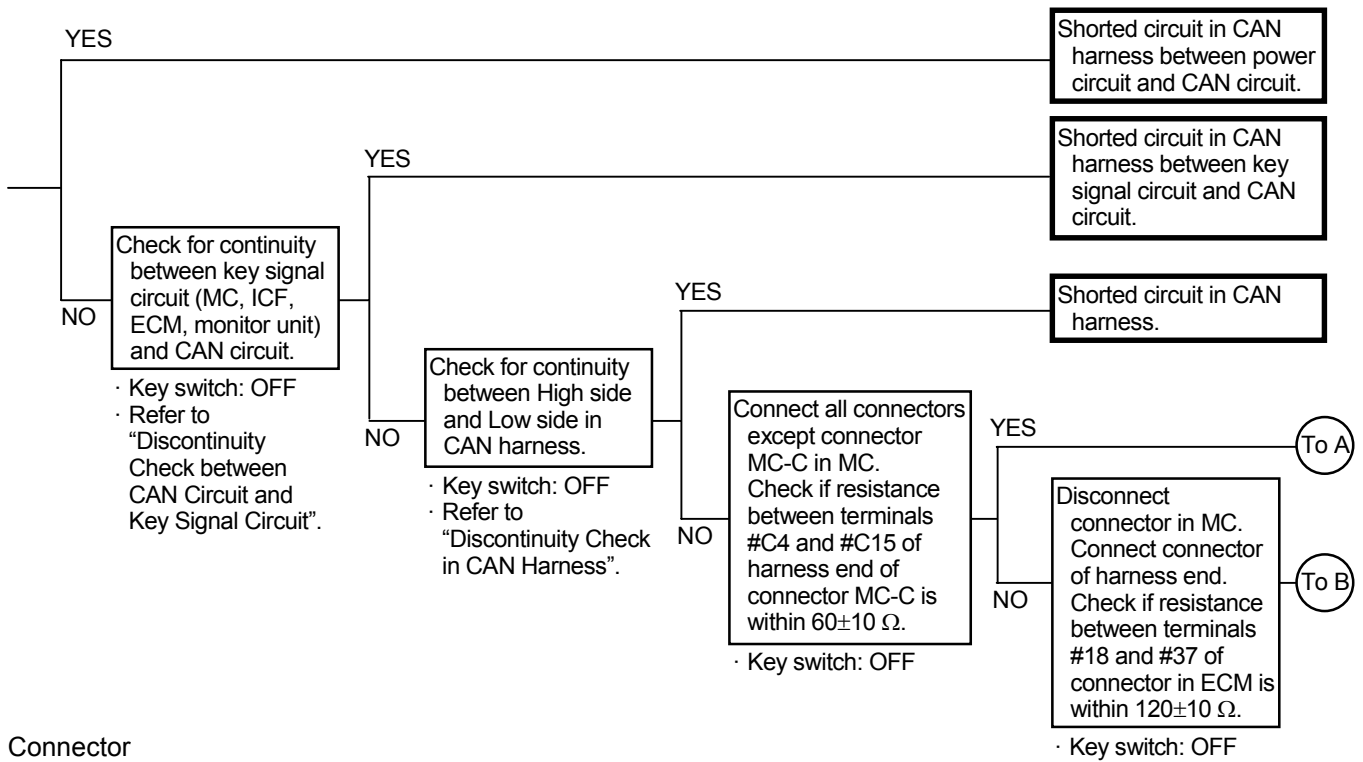 YES
Shorted circuit in CAN
harness between power
circuit and CAN circuit.
YES
Shorted circuit in CAN
harness between key
signal circuit and CAN
circuit.
NO
Check for continuity
between key signal
circuit (MC, ICF,
ECM, monitor unit)
and CAN circuit.
· Key switch: OFF
· Refer to
“Discontinuity
Check between
CAN Circuit and
Key Signal Circuit”.
YES
Shorted circuit in CAN
harness.
NO
Check for continuity
between High side
and Low side in
CAN harness.
· Key switch: OFF
· Refer to
“Discontinuity Check
in CAN Harness”.
NO
Connect all connectors
except connector
MC-C in MC.
Check if resistance
between terminals
#C4 and #C15 of
harness end of
connector MC-C is
within 60±10 Ω.
· Key switch: OFF
YES
To A
NO
Disconnect
connector in MC.
Connect connector
of harness end.
Check if resistance
between terminals
#18 and #37 of
connector in ECM is
within 120±10 Ω.
· Key switch: OFF
To B
Connector